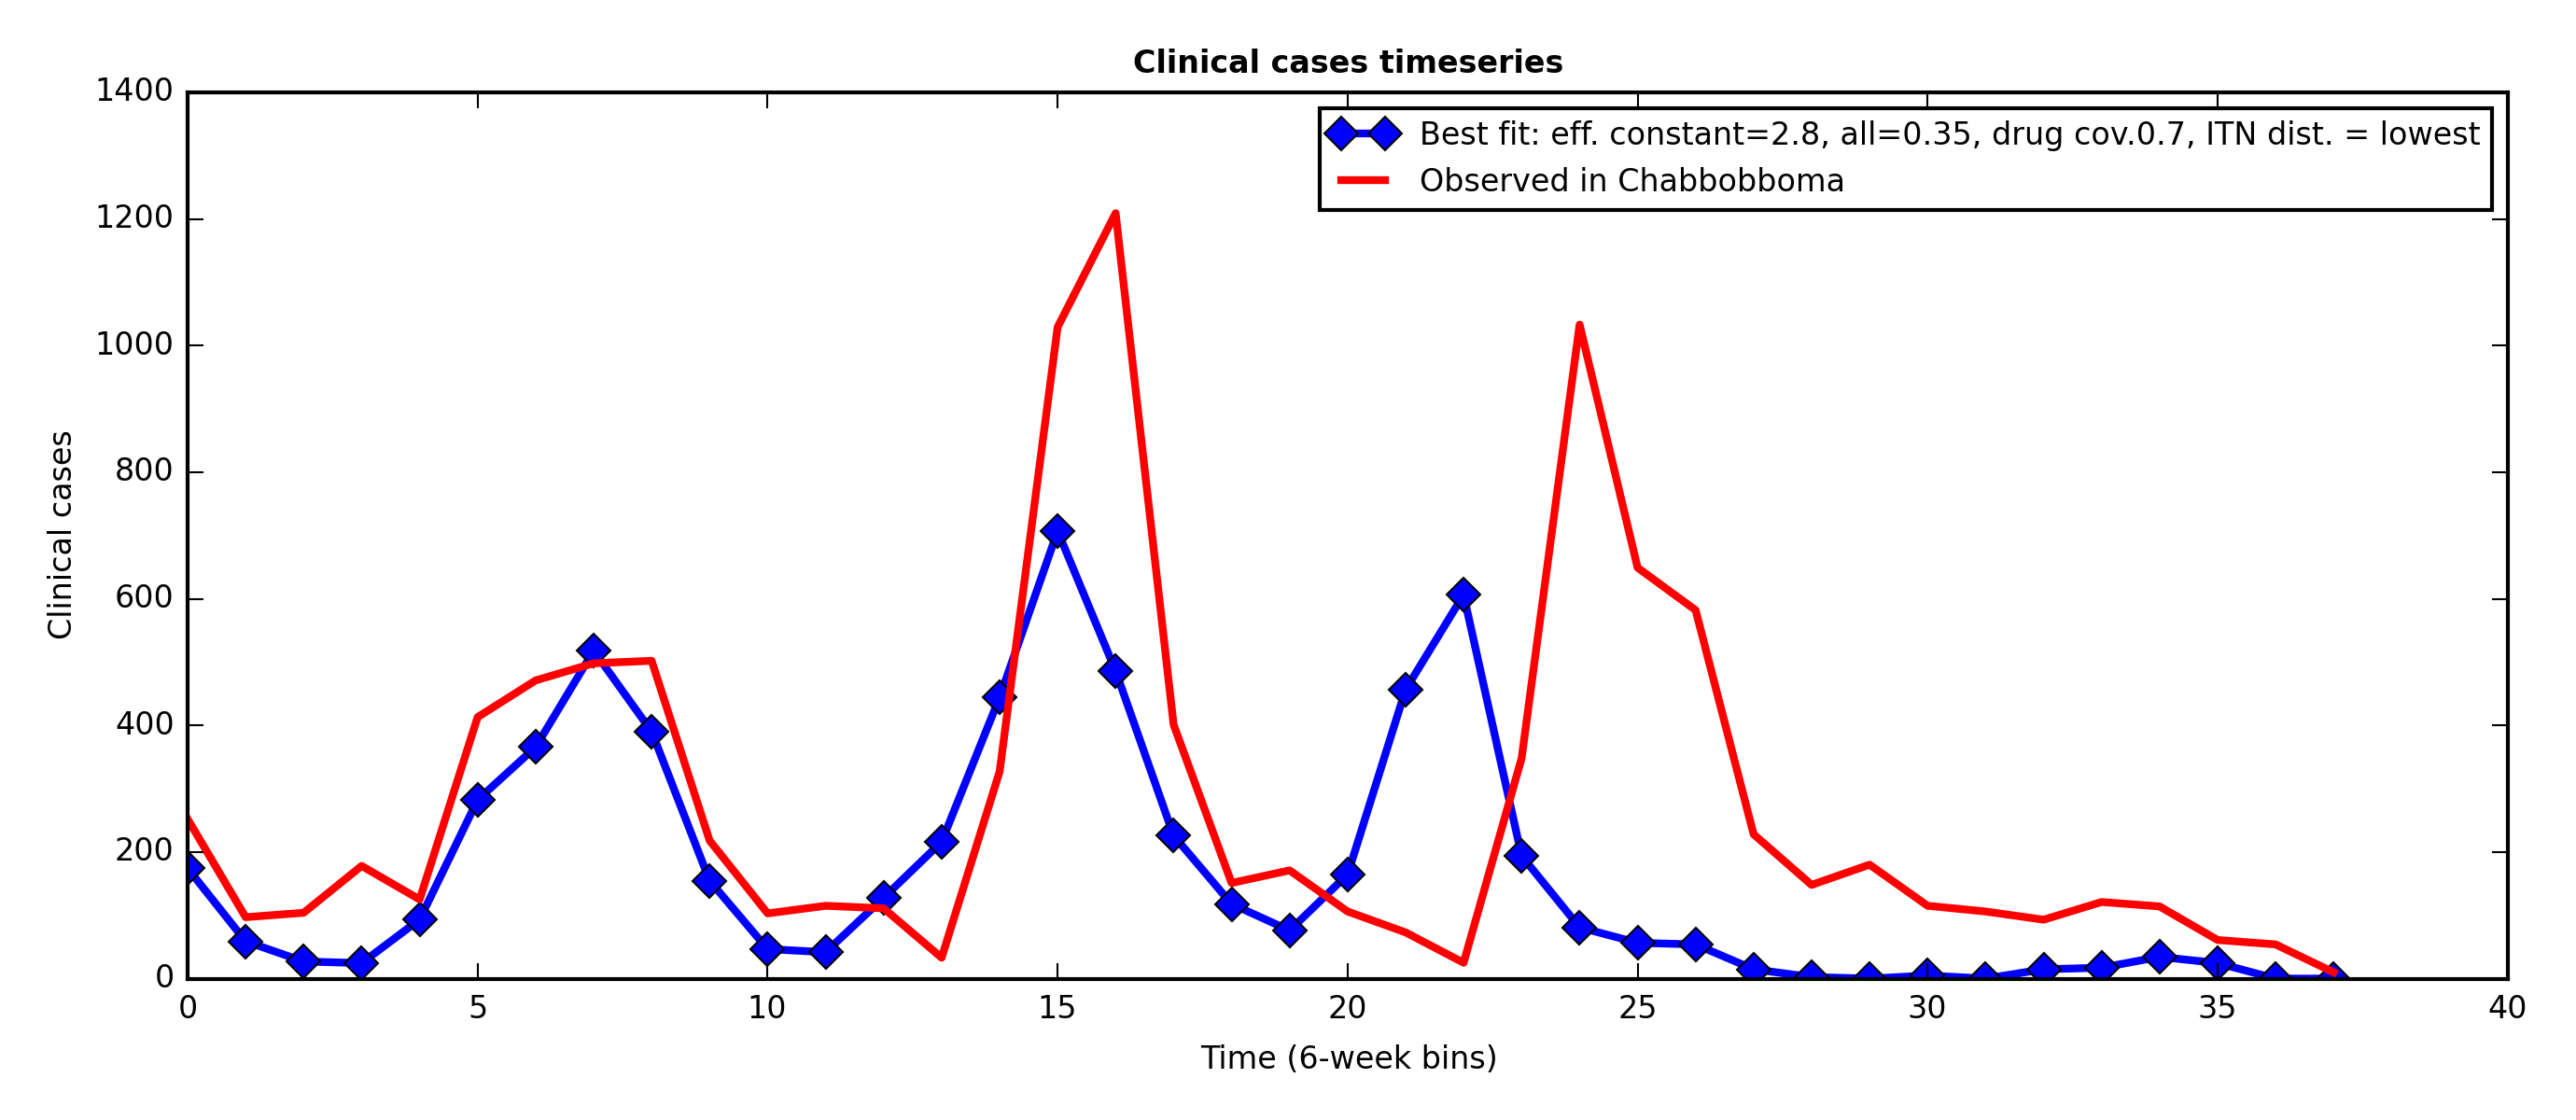 Clinical cases timeseries
1400
1200
1000
800
600
400
200
0
Clinical cases
Best fit: eff. constant=2.8, all=0.35, drug cov.0.7, ITN dist. = lowest
Observed in Chabbobboma
0 5 10 15 20 25 30 35 40
Time (6-week bins)